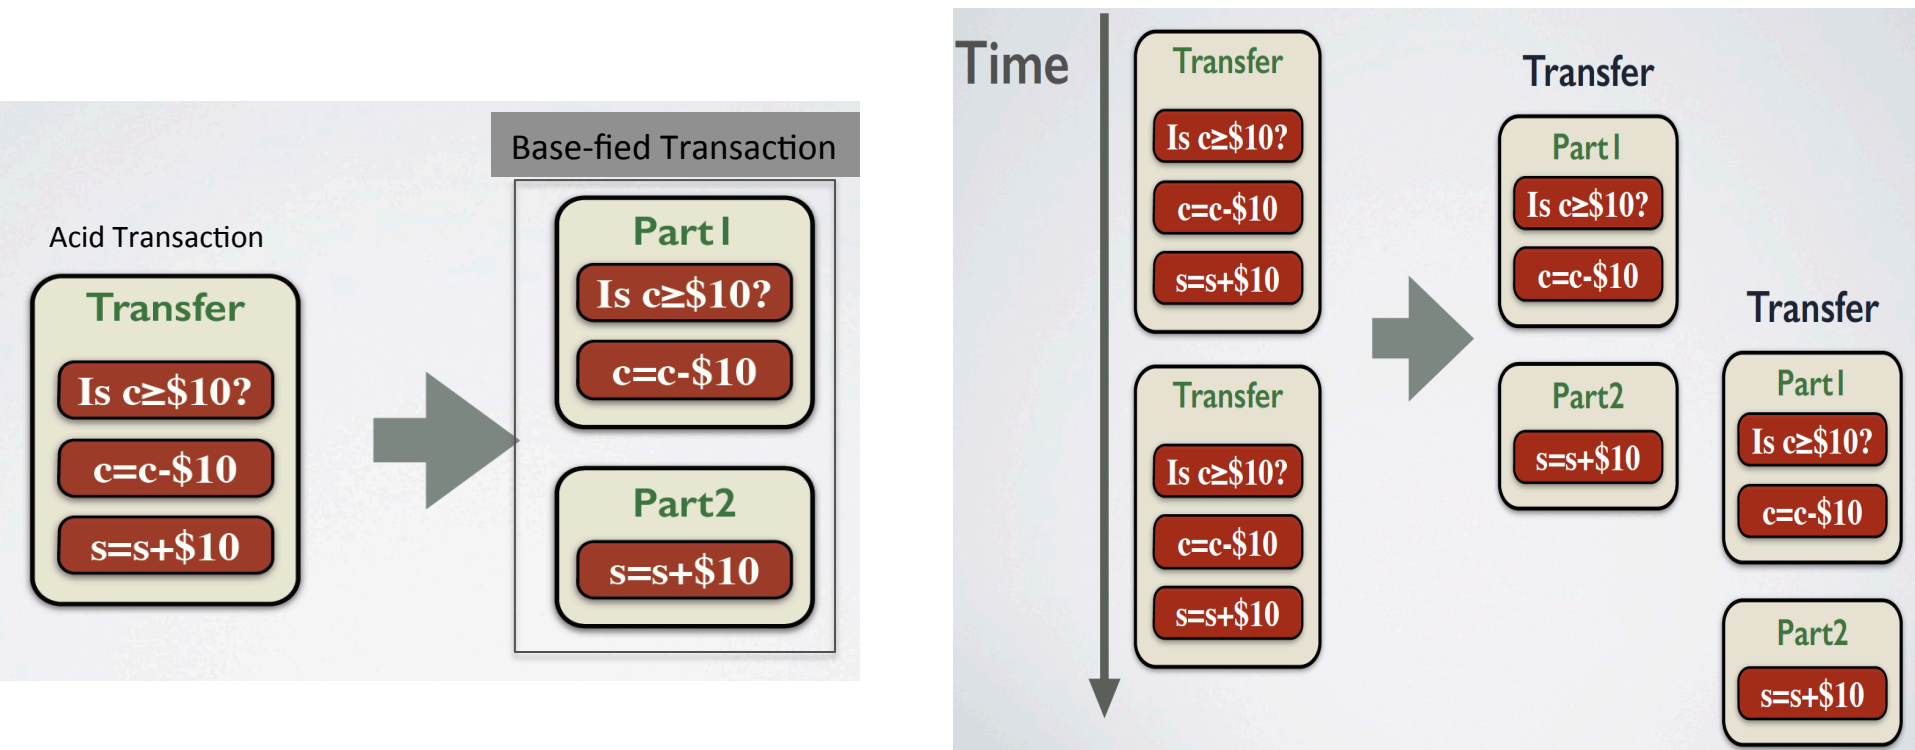 Acid Transaction
Transfer
Is c≥$10?
c=c-$10
s=s+$10
Base-fied Transaction
Part1
Is c≥$10?
c=c-$10
Part2
s=s+$10
Time
Transfer
Is c≥$10?
c=c-$10
s=s+$10
Transfer
Is c≥$10?
c=c-$10
s=s+$10
Transfer
Part1
Is c≥$10?
c=c-$10
Part2
s=s+$10
Transfer
Part1
Is c≥$10?
c=c-$10
Part2
s=s+$10